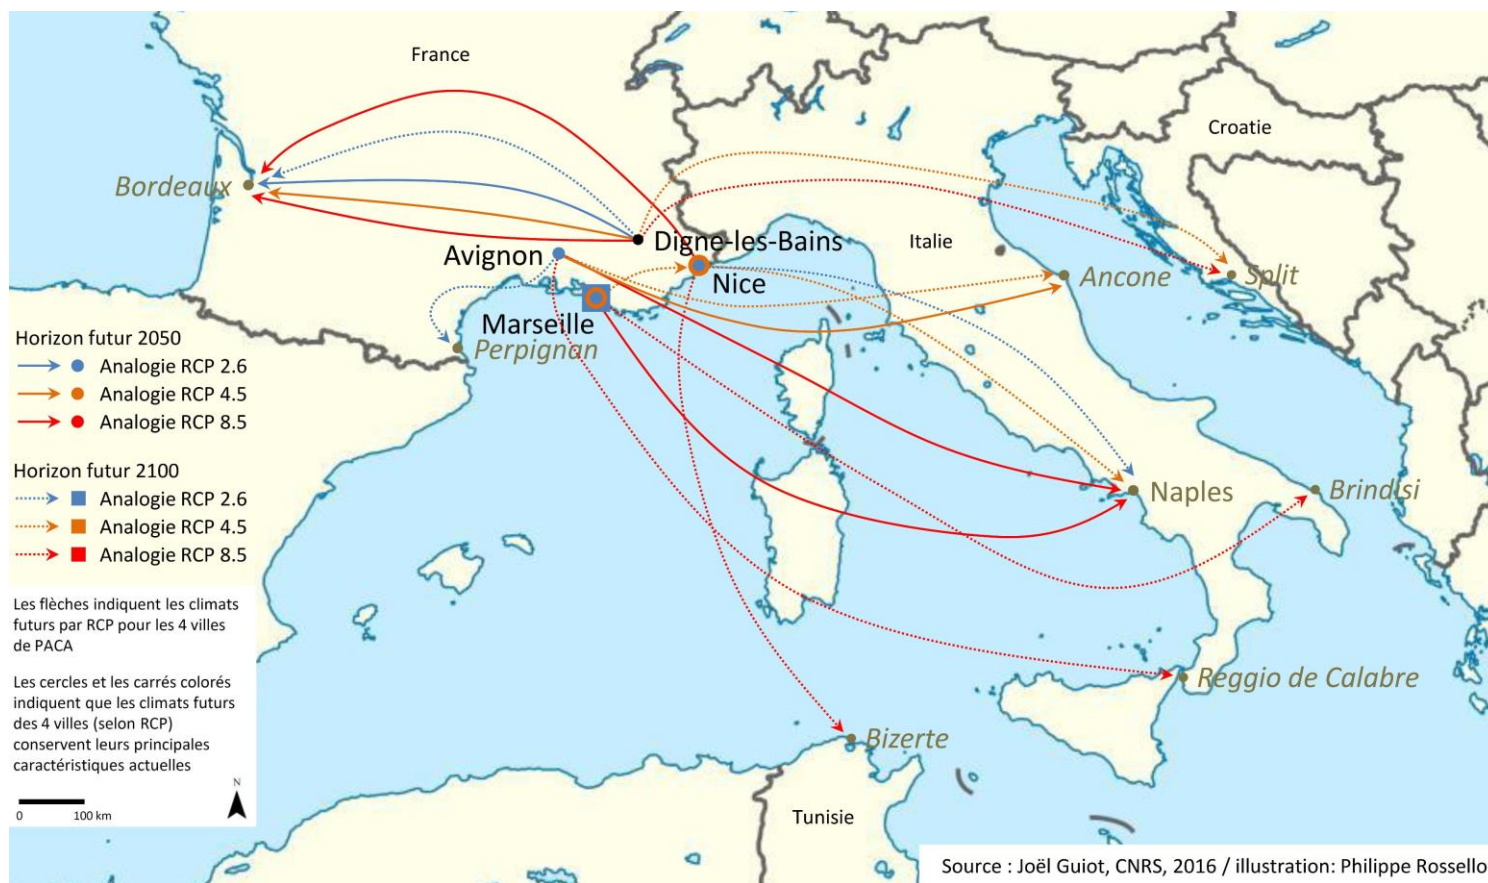 France
Croatie
Bordeaux
Digne-les-Bains
Avignon
Italie
Nice
Ancone
Split
Marseille
Perpignan
Horizon futur 2050
Analogie RCP 2.6
Analogie RCP 4.5
Analogie RCP 8.5
Horizon futur 2100
Analogie RCP 2.6
Analogie RCP 4.5
Analogie RCP 8.5
Naples
Brindisi
Les flèches indiquent les climats
futurs par RCP pour les 4 villes
de PACA
Les cercles et les carrés colorés
indiquent que les climats futurs
des 4 villes (selon RCP)
conservent leurs principales
caractéristiques actuelles
N
0 100 km
Reggio de Calabre
Bizerte
Tunisie
Source : Joël Guiot, CNRS, 2016 / illustration: Philippe Rossello